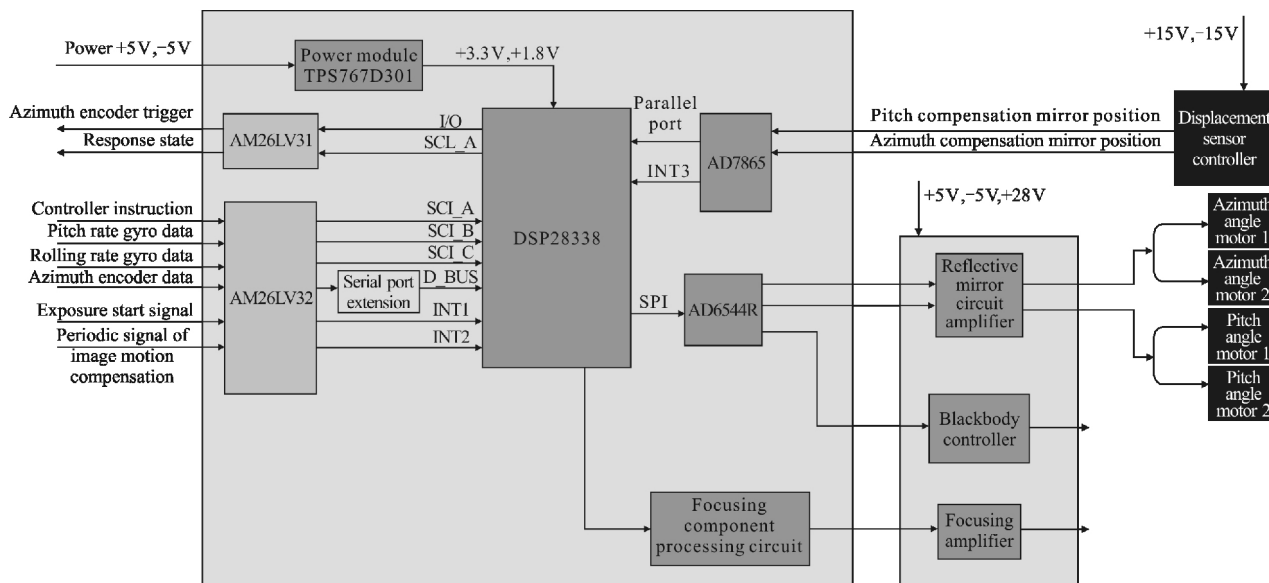 Power +5V,−5V
Power module
TPS767D301
+3.3V,+1.8V
+15V,−15V
Azimuth encoder trigger
Response state
AM26LV31
I/O
SCL_A
Parallel
port
INT3
AD7865
Pitch compensation mirror position
Azimuth compensation mirror position
Displacement
sensor
controller
Controller instruction
Pitch rate gyro data
Rolling rate gyro data
Azimuth encoder data
Exposure start signal
Periodic signal of
image motion
compensation
AM26LV32
SCI_A
SCI_B
SCI_C
D_BUS
Serial port
extension
INT1
INT2
DSP28338
SPI
AD6544R
+5V,−5V,+28V
Reflective
mirror
circuit
amplifier
Azimuth
angle
motor 1
Azimuth
angle
motor 2
Pitch
angle
motor 1
Pitch
angle
motor 2
Blackbody
controller
Focusing
component
processing circuit
Focusing
amplifier